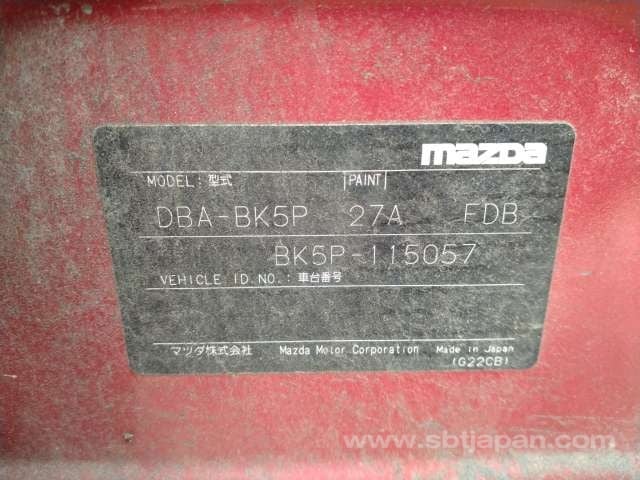 mazda
MODEL: 型式 PAINT
DBA-BK5P 27A FDB
BK5P-115057
VEHICLE ID.NO.: 車台番号
マツダ株式会社 Mazda Motor Corporation Made in Japan
(G22CB)
www.sbtjapan.com